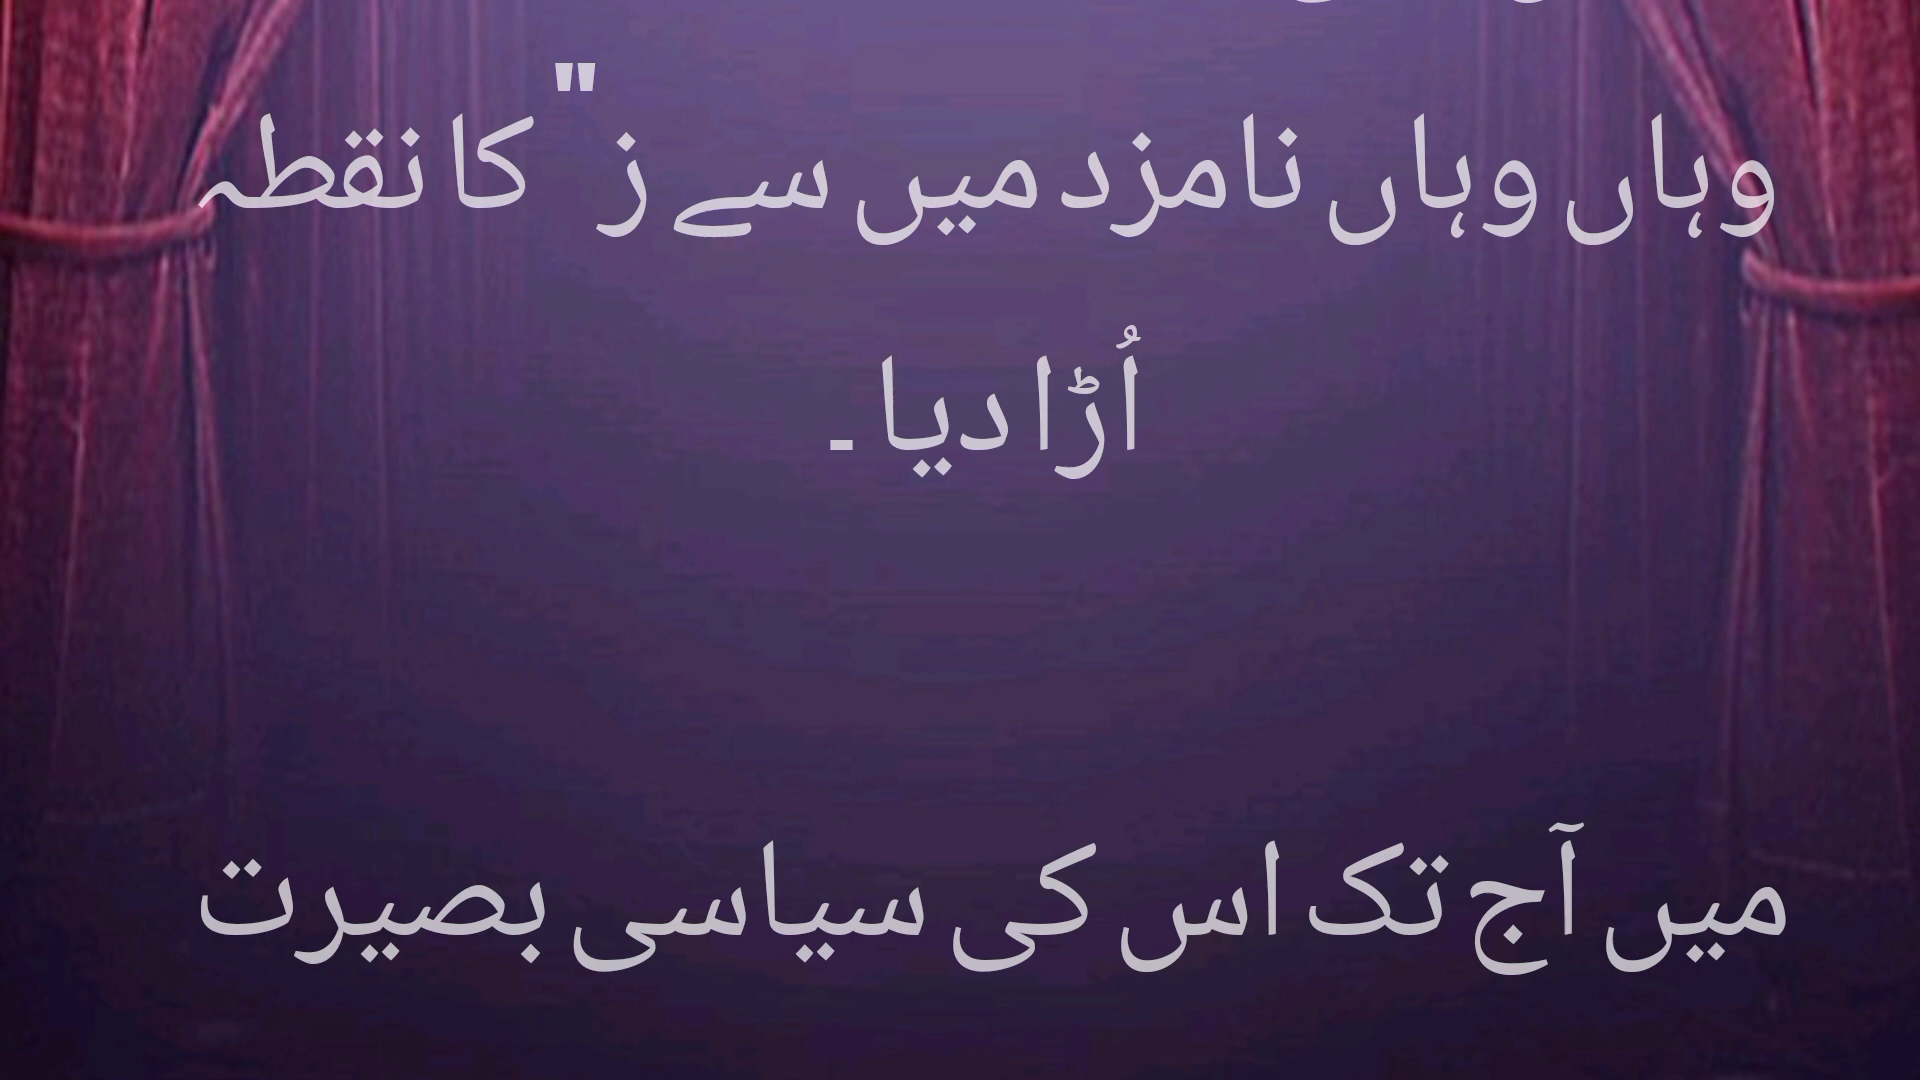 وہاں وہاں نامزد میں سے ز" کا نقطہ
اُڑا دیا ۔
میں آج تک اس کی سیاسی بصیرت